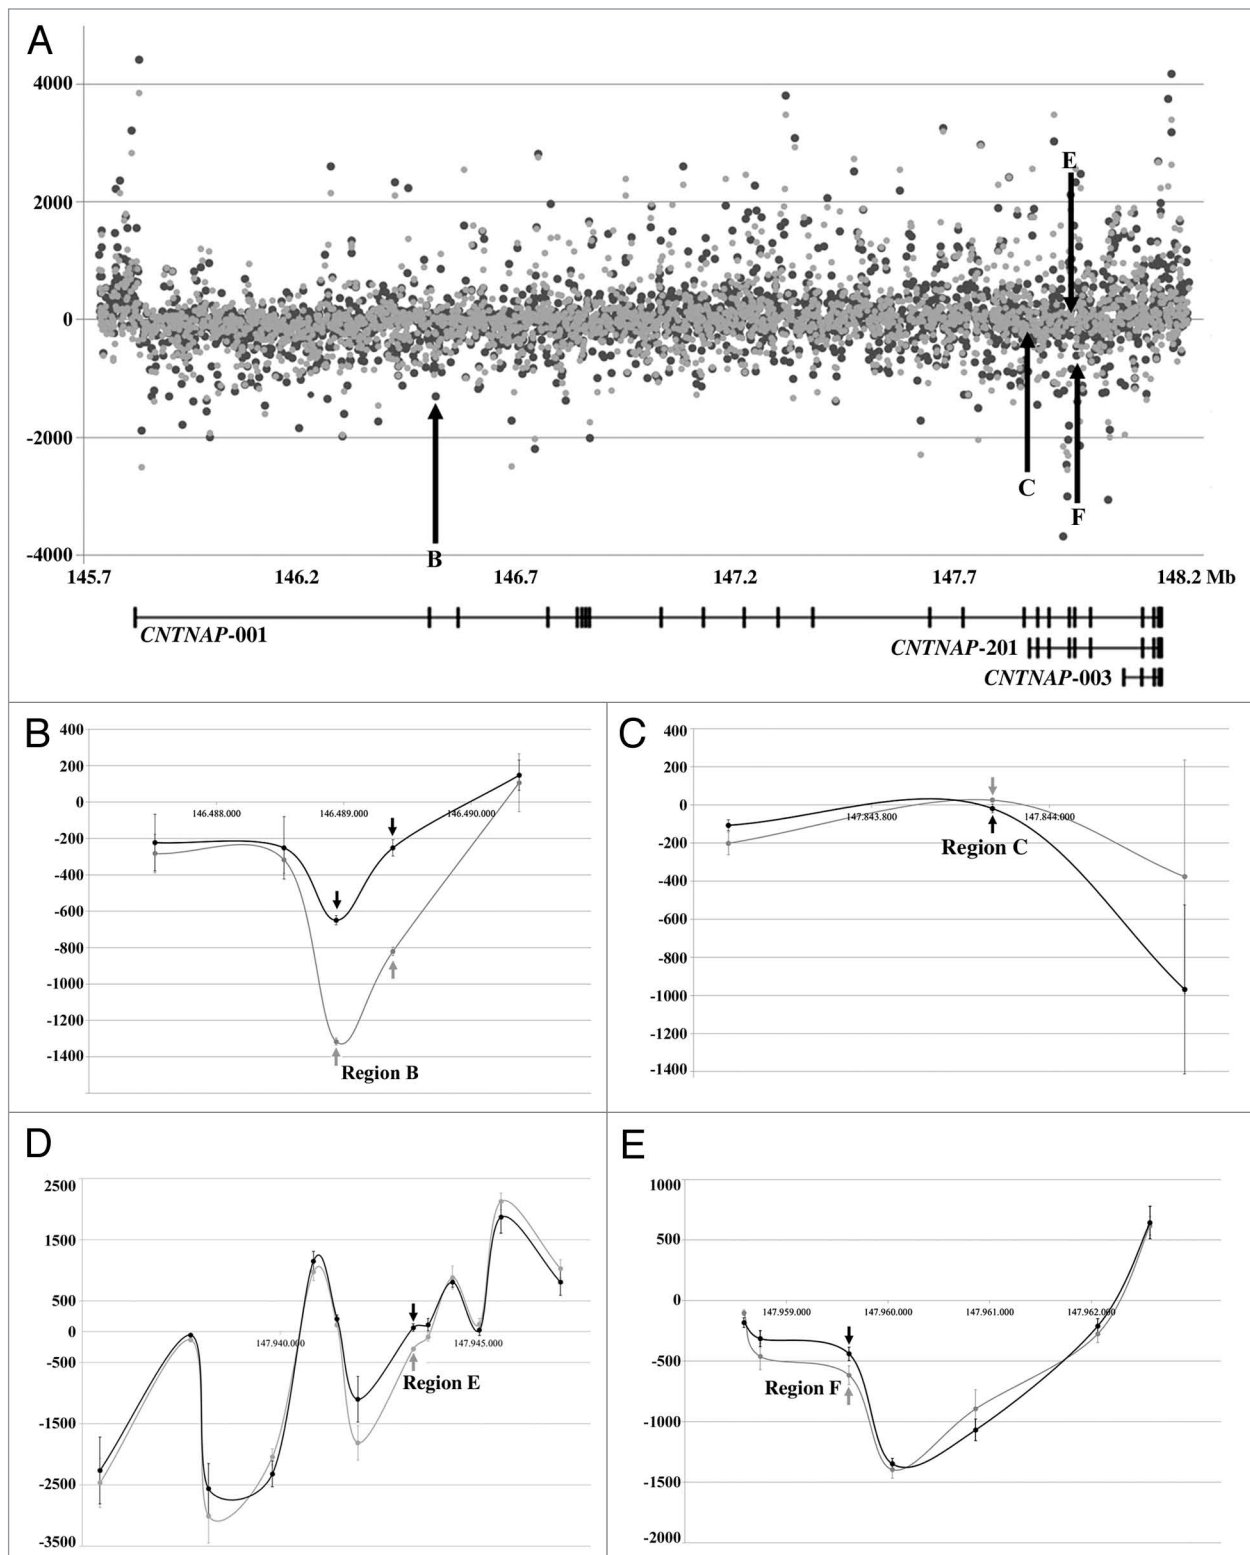 A
4000
2000
0
-2000
-4000
E
C
F
B
145.7 146.2 146.7 147.2 147.7 148.2 Mb
CNTNAP-001
CNTNAP-201
CNTNAP-003
B
400
200
0
-200
-400
-600
-800
-1000
-1200
-1400
146.488.000 146.489.000 146.490.000
Region B
C
400
200
0
-200
-400
-600
-800
-1000
-1200
-1400
147.843.800 147.844.000
Region C
D
2500
1500
500
0
-500
-1500
-2500
-3500
147.940.000 147.945.000
Region E
E
1000
500
0
-500
-1000
-1500
-2000
147.959.000 147.960.000 147.961.000 147.962.000
Region F